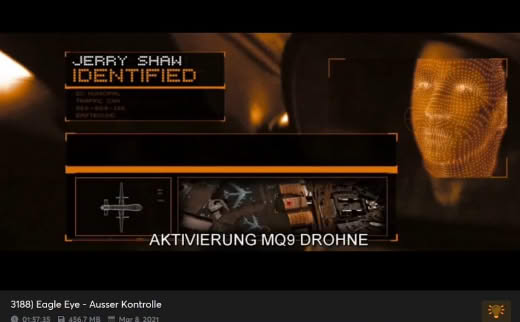 JERRY SHAW
IDENTIFIED
AKTIVIERUNG MQ9 DROHNE
3188) Eagle Eye - Ausser Kontrolle
01:57:35 456.7 MB Mar 8, 2021